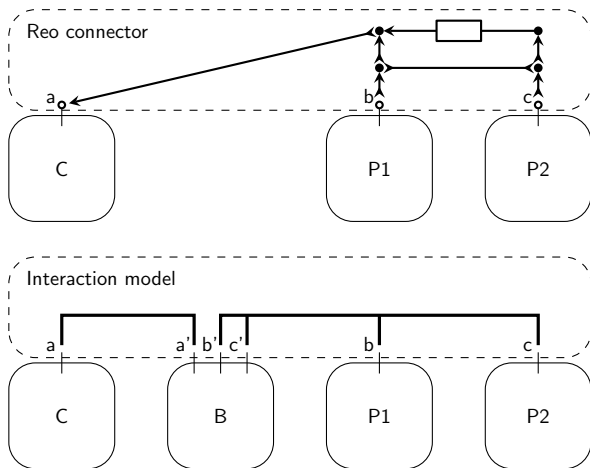 Reo connector
a b c
C P1 P2
Interaction model
a a' b' c' b c
C B P1 P2